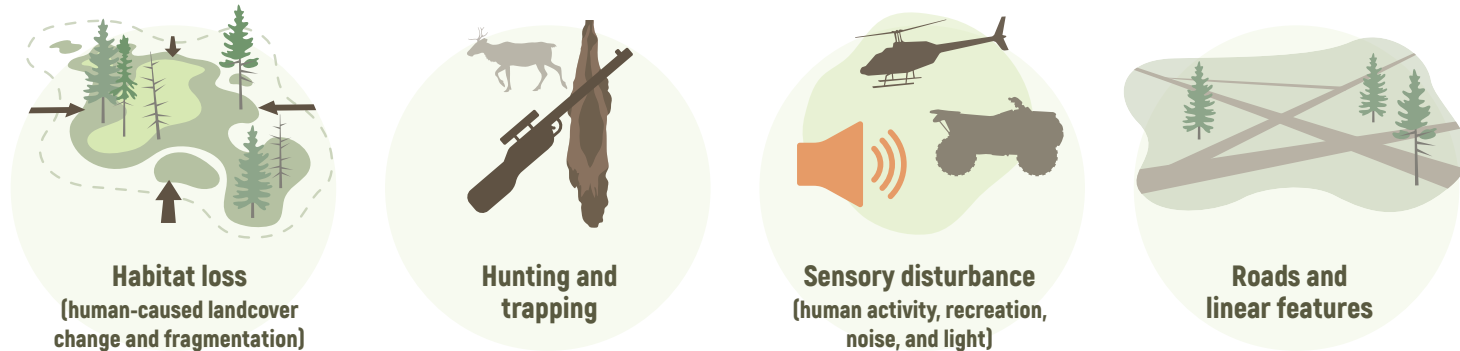 Habitat loss
(human-caused landcover
change and fragmentation)
Hunting and
trapping
Sensory disturbance
(human activity, recreation,
noise, and light)
Roads and
linear features